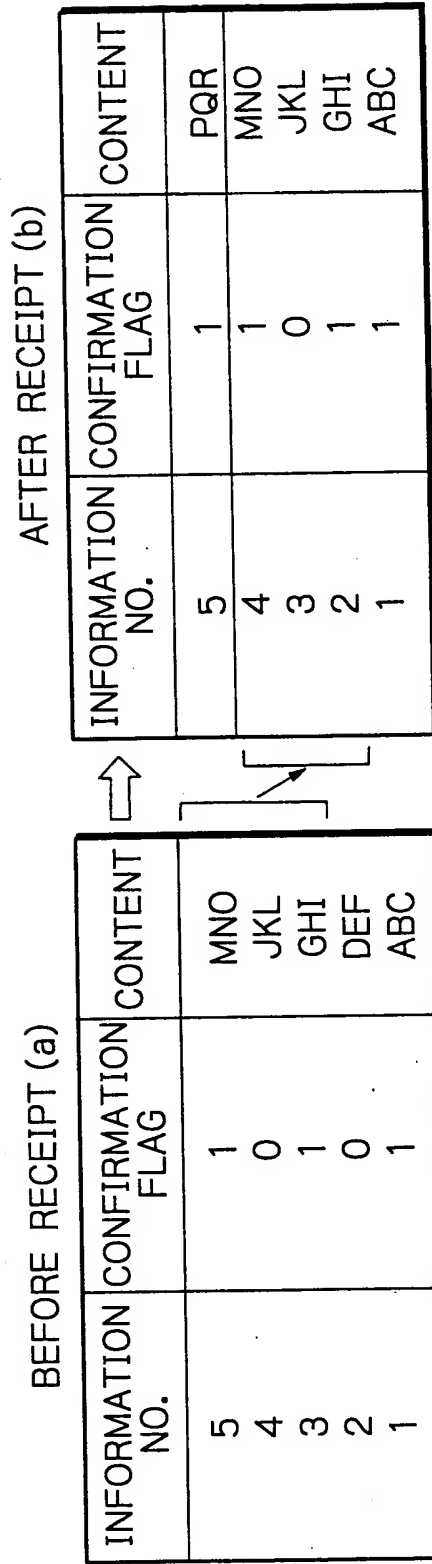 BEFORE RECEIPT (a)
INFORMATION NO. CONFIRMATION FLAG CONTENT
5 1 MNO
4 0 JKL
3 1 GHI
2 0 DEF
1 1 ABC
AFTER RECEIPT (b)
INFORMATION NO. CONFIRMATION FLAG CONTENT
5 1 PQR
4 1 MNO
3 0 JKL
2 1 GHI
1 1 ABC